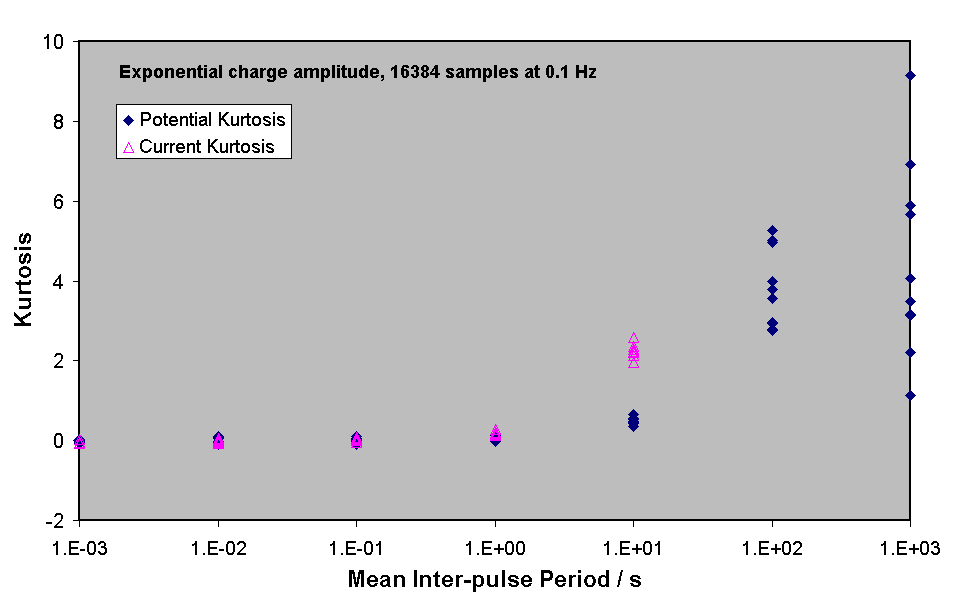 Exponential charge amplitude, 16384 samples at 0.1 Hz
Potential Kurtosis
Current Kurtosis
Kurtosis
10
8
6
4
2
0
-2
1.E-03 1.E-02 1.E-01 1.E+00 1.E+01 1.E+02 1.E+03
Mean Inter-pulse Period / s